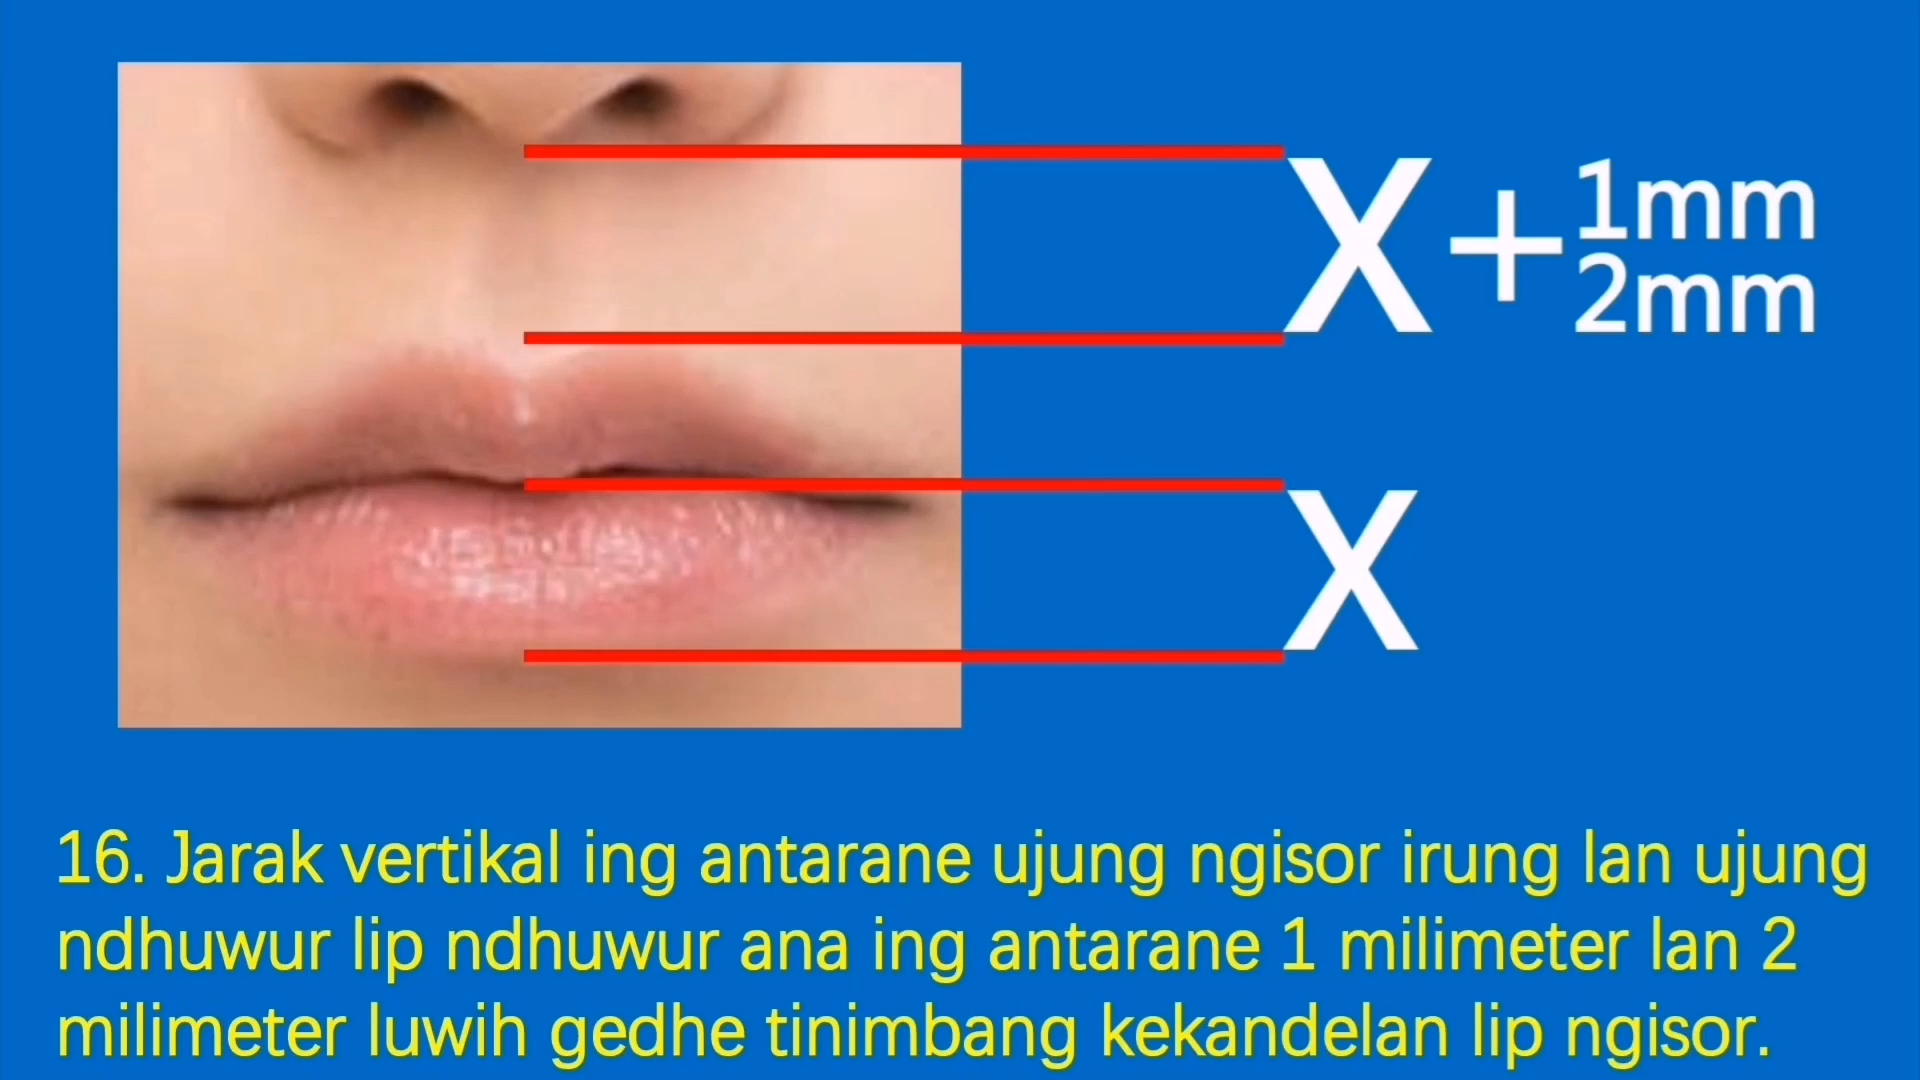 X+1mm
2mm
X
16. Jarak vertikal ing antarane ujung ngisor irung lan ujung
ndhuwur lip ndhuwur ana ing antarane 1 milimeter lan 2
milimeter luwih gedhe tinimbang kekandelan lip ngisor.